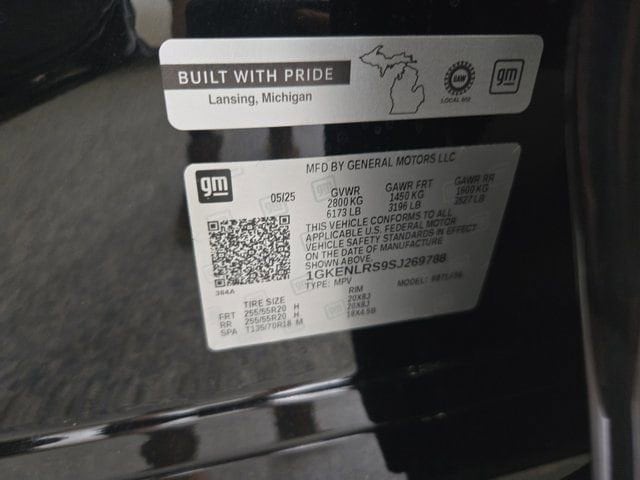 BUILT WITH PRIDE
Lansing, Michigan
UAW
LOCAL 602
gm
gm
MFD BY GENERAL MOTORS LLC
05/25
GVWR GAWR FRT GAWR RR
2800 KG 1450 KG 1600 KG
6173 LB 3196 LB 3527 LB
THIS VEHICLE CONFORMS TO ALL
APPLICABLE U.S. FEDERAL MOTOR
VEHICLE SAFETY STANDARDS IN EFFECT
ON THE DATE OF MANUFACTURE
SHOWN ABOVE.
1GKENLRS9SJ269788
TYPE: MPV MODEL:
384A
TIRE SIZE RIM
FRT 255/55R20 H 20X8J
RR 255/55R20 H 20X8J
SPA T135/70R18 M 18X4.5B